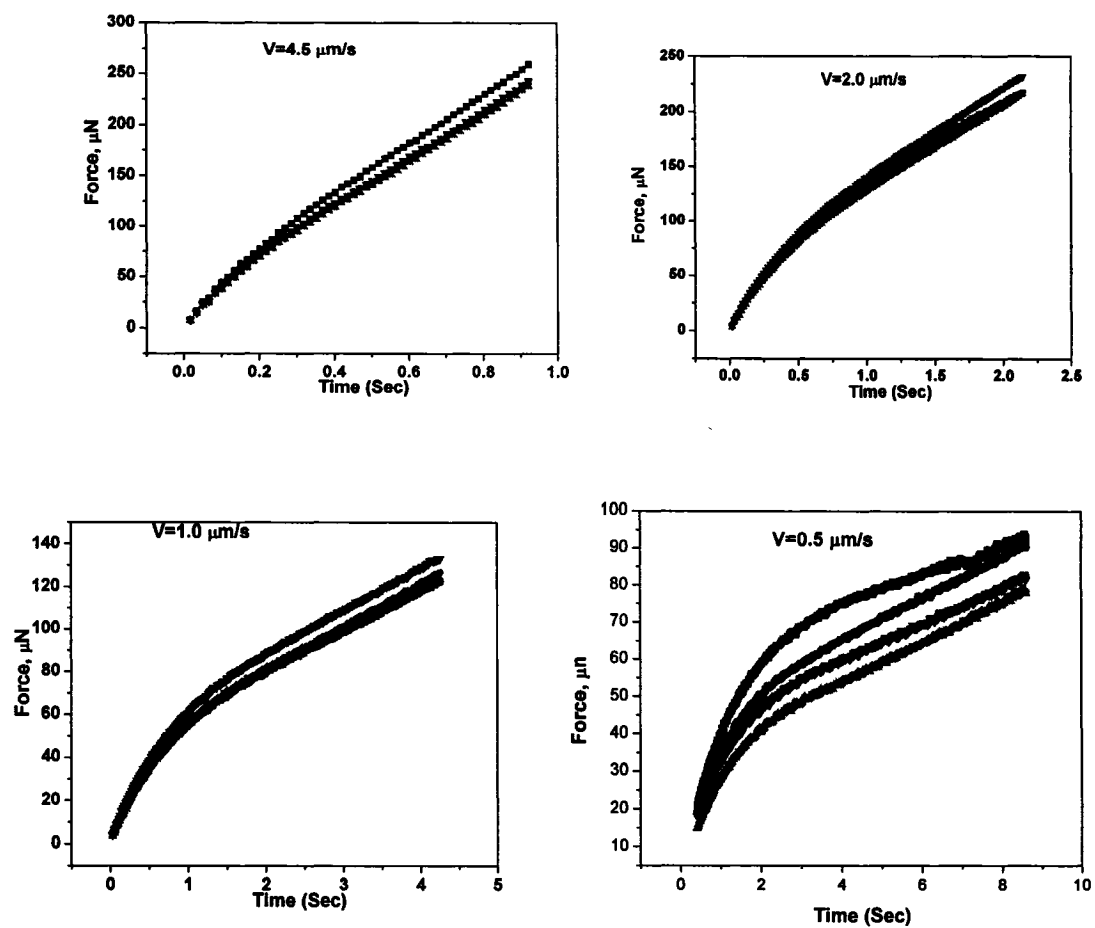 300
250
200
150
100
50
0
Force, µN
V=4.5 µm/s
0.0 0.2 0.4 0.6 0.8 1.0
Time (Sec)
250
200
150
100
50
0
Force, µN
V=2.0 µm/s
0.0 0.5 1.0 1.5 2.0 2.5
Time (Sec)
140
120
100
80
60
40
20
0
Force, µN
V=1.0 µm/s
0 1 2 3 4 5
Time (Sec)
100
90
80
70
60
50
40
30
20
10
Force, µn
V=0.5 µm/s
0 2 4 6 8 10
Time (Sec)